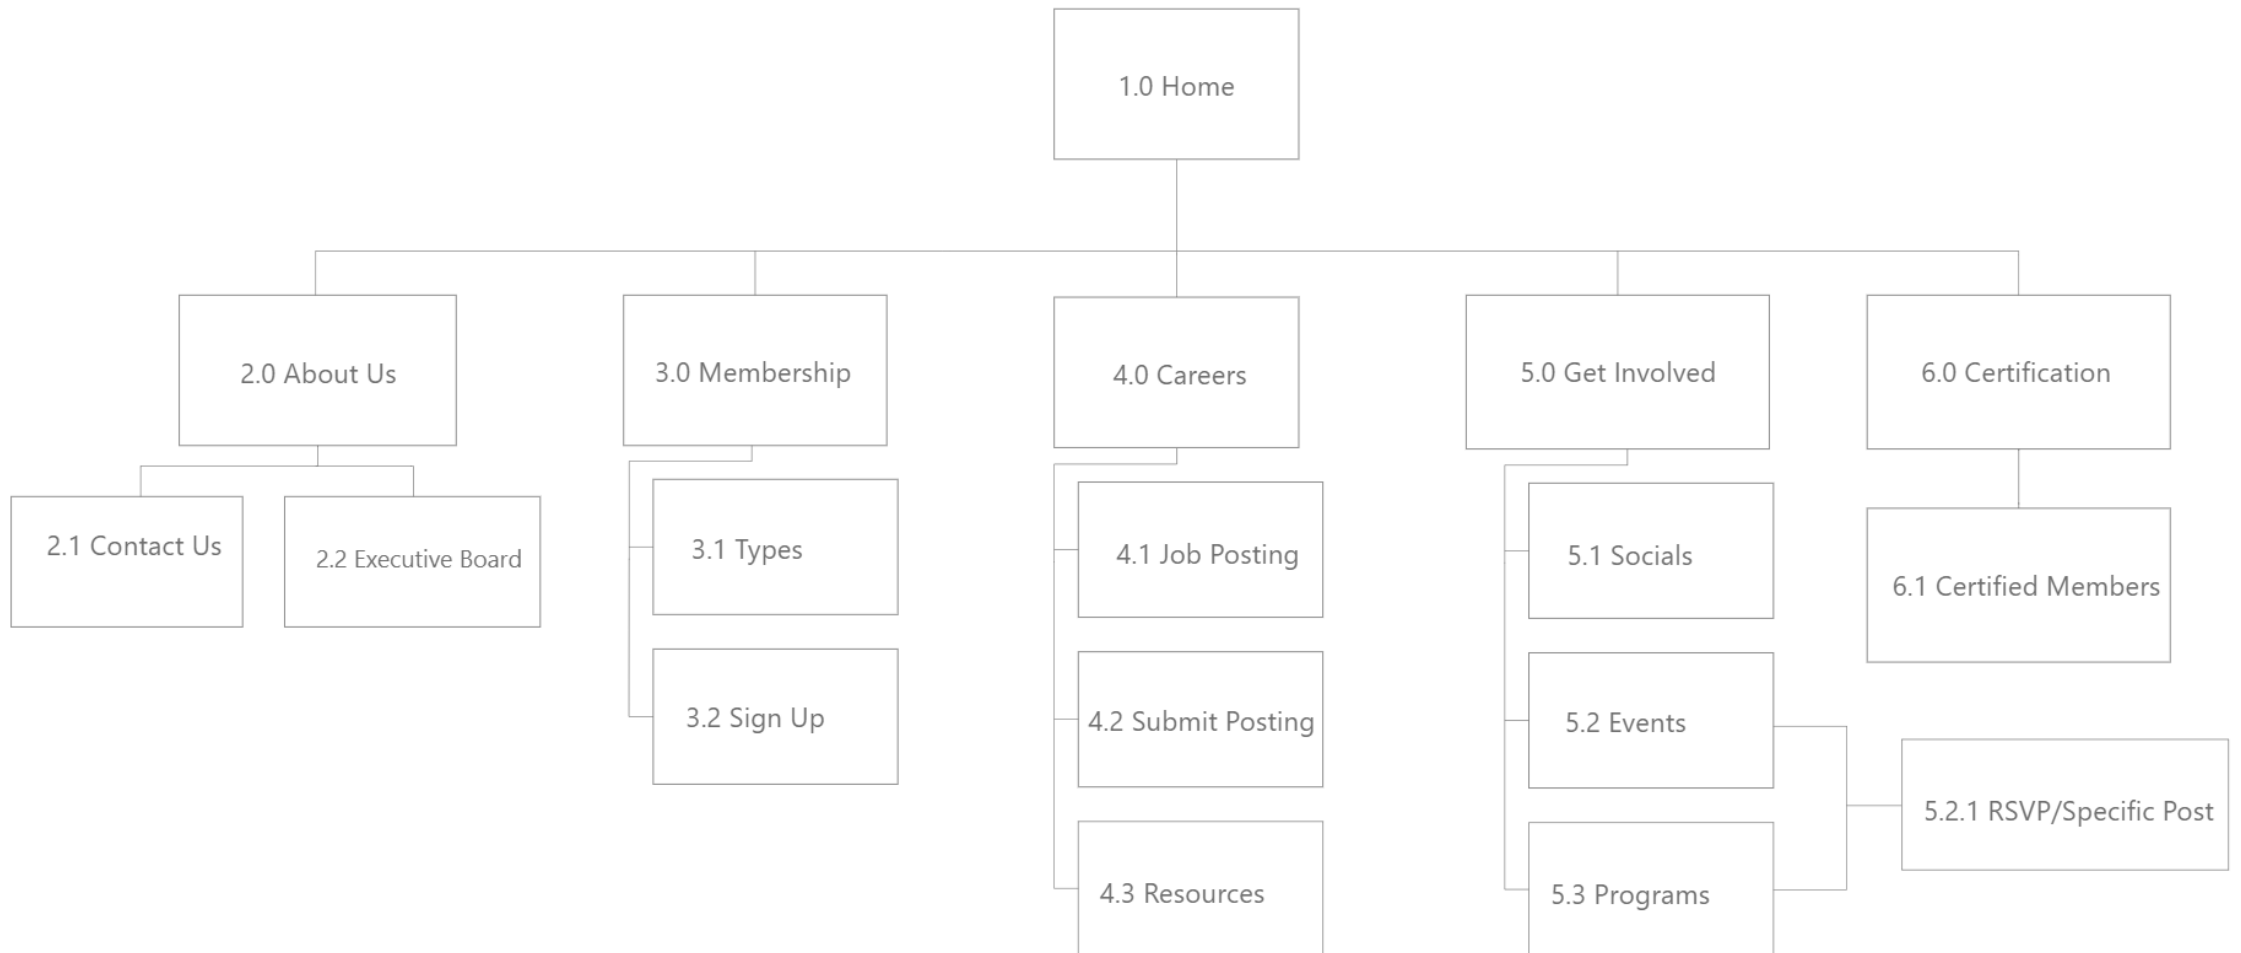 1.0 Home
2.0 About Us
3.0 Membership
4.0 Careers
5.0 Get Involved
6.0 Certification
2.1 Contact Us
2.2 Executive Board
3.1 Types
4.1 Job Posting
5.1 Socials
6.1 Certified Members
3.2 Sign Up
4.2 Submit Posting
5.2 Events
5.2.1 RSVP/Specific Post
4.3 Resources
5.3 Programs